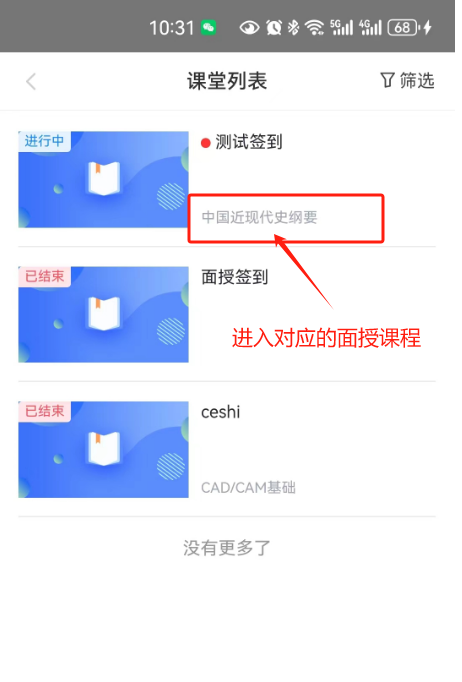 10:31
5G 4G 68
课堂列表
筛选
进行中
测试签到
中国近现代史纲要
已结束
面授签到
进入对应的面授课程
已结束
ceshi
CAD/CAM基础
没有更多了